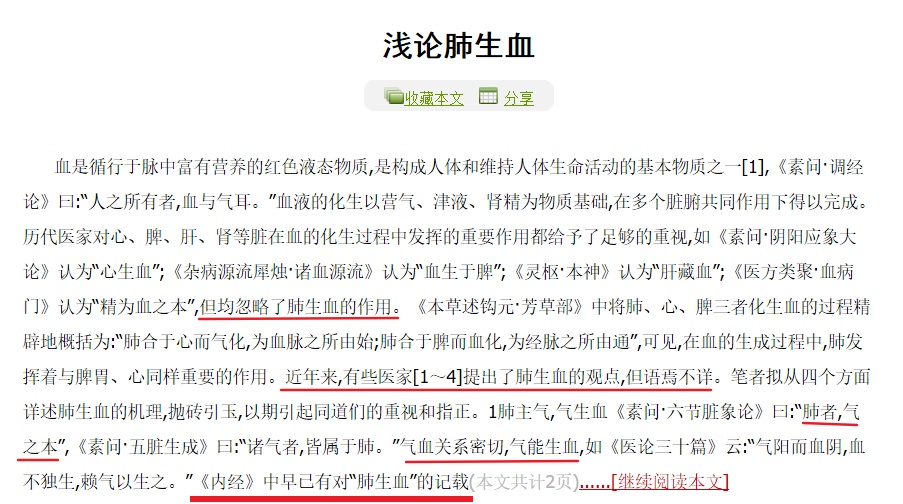 浅论肺生血
收藏本文 分享
血是循行于脉中富有营养的红色液态物质,是构成人体和维持人体生命活动的基本物质之一[1],《素问·调经
论》曰:“人之所有者,血与气耳。”血液的化生以营气、津液、肾精为物质基础,在多个脏腑共同作用下得以完成。
历代医家对心、脾、肝、肾等脏在血的化生过程中发挥的重要作用都给予了足够的重视,如《素问·阴阳应象大
论》认为“心生血”;《杂病源流犀烛·诸血源流》认为“血生于脾”;《灵枢·本神》认为“肝藏血”;《医方类聚·血病
门》认为“精为血之本”,但均忽略了肺生血的作用。《本草述钩元·芳草部》中将肺、心、脾三者化生血的过程精
辟地概括为:“肺合于心而气化,为血脉之所由始;肺合于脾而血化,为经脉之所由通”,可见,在血的生成过程中,肺发
挥着与脾胃、心同样重要的作用。近年来,有些医家[1～4]提出了肺生血的观点,但语焉不详。笔者拟从四个方面
详述肺生血的机理,抛砖引玉,以期引起同道们的重视和指正。1肺主气,气生血《素问·六节脏象论》曰:“肺者,气
之本”,《素问·五脏生成》曰:“诸气者,皆属于肺。”气血关系密切,气能生血,如《医论三十篇》云:“气阳而血阴,血
不独生,赖气以生之。”《内经》中早已有对“肺生血”的记载(本文共计2页)......[继续阅读本文]